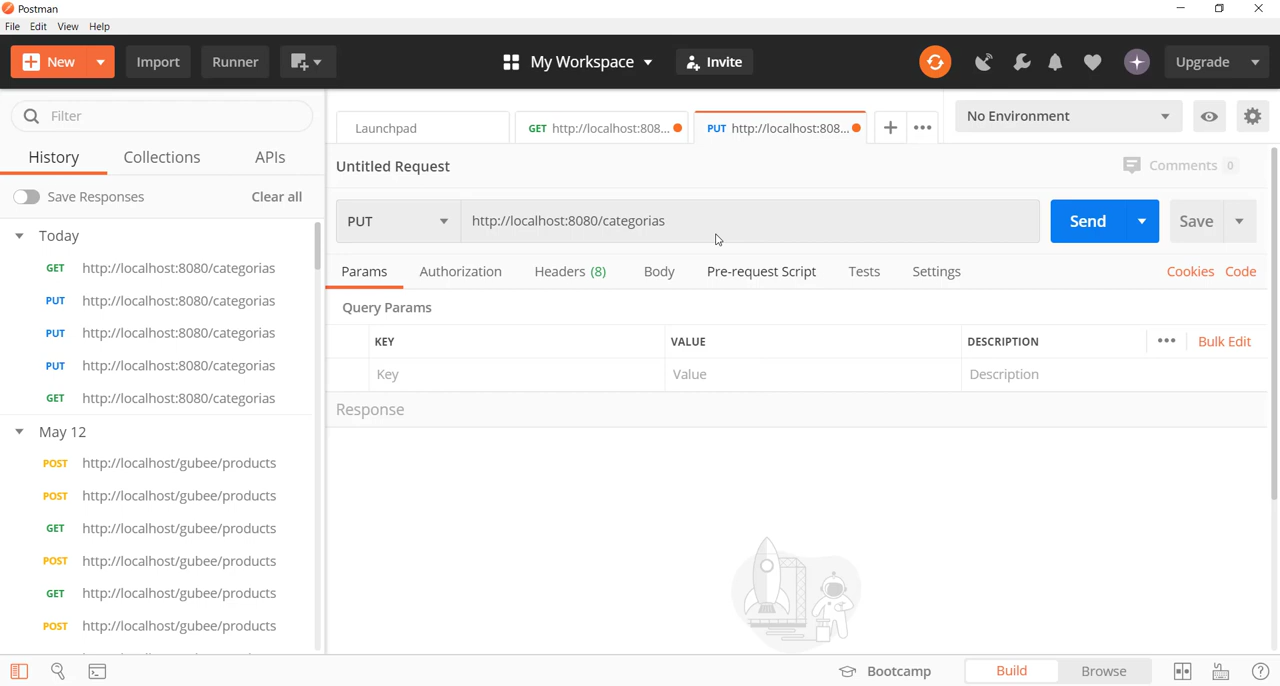 Postman
File Edit View Help
New Import Runner My Workspace Invite Upgrade
Filter
History Collections APIs
Save Responses Clear all
Today
GET http://localhost:8080/categorias
PUT http://localhost:8080/categorias
PUT http://localhost:8080/categorias
PUT http://localhost:8080/categorias
GET http://localhost:8080/categorias
May 12
POST http://localhost/gubee/products
POST http://localhost/gubee/products
GET http://localhost/gubee/products
POST http://localhost/gubee/products
GET http://localhost/gubee/products
POST http://localhost/gubee/products
Launchpad GET http://localhost:808... PUT http://localhost:808... No Environment
Untitled Request Comments 0
PUT http://localhost:8080/categorias Send Save
Params Authorization Headers (8) Body Pre-request Script Tests Settings Cookies Code
Query Params
KEY VALUE DESCRIPTION Bulk Edit
Key Value Description
Response
Bootcamp Build Browse